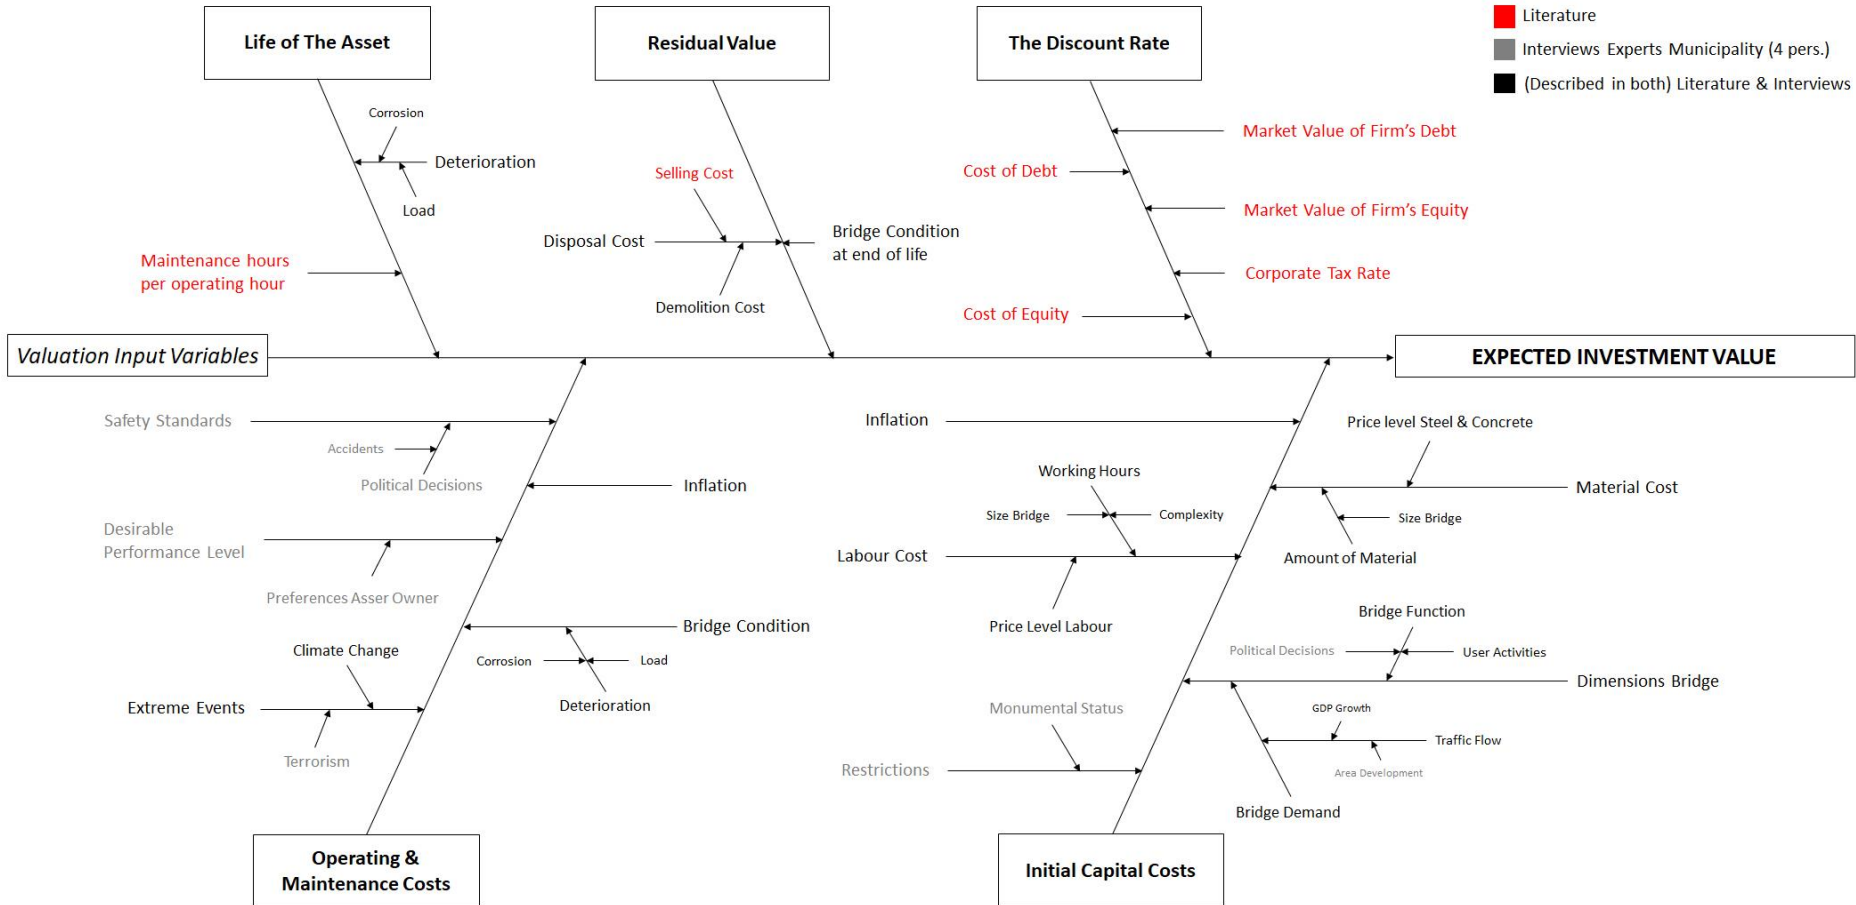 Life of The Asset
Residual Value
The Discount Rate
Literature
Interviews Experts Municipality (4 pers.)
(Described in both) Literature & Interviews
Corrosion
Deterioration
Load
Maintenance hours
per operating hour
Selling Cost
Disposal Cost
Bridge Condition
at end of life
Demolition Cost
Market Value of Firm's Debt
Cost of Debt
Market Value of Firm's Equity
Corporate Tax Rate
Cost of Equity
Valuation Input Variables
EXPECTED INVESTMENT VALUE
Safety Standards
Accidents
Political Decisions
Inflation
Desirable
Performance Level
Preferences Asser Owner
Bridge Condition
Corrosion
Load
Deterioration
Climate Change
Extreme Events
Terrorism
Operating &
Maintenance Costs
Inflation
Price level Steel & Concrete
Working Hours
Size Bridge
Complexity
Material Cost
Size Bridge
Amount of Material
Labour Cost
Price Level Labour
Bridge Function
Political Decisions
User Activities
Dimensions Bridge
Monumental Status
GDP Growth
Traffic Flow
Area Development
Restrictions
Bridge Demand
Initial Capital Costs